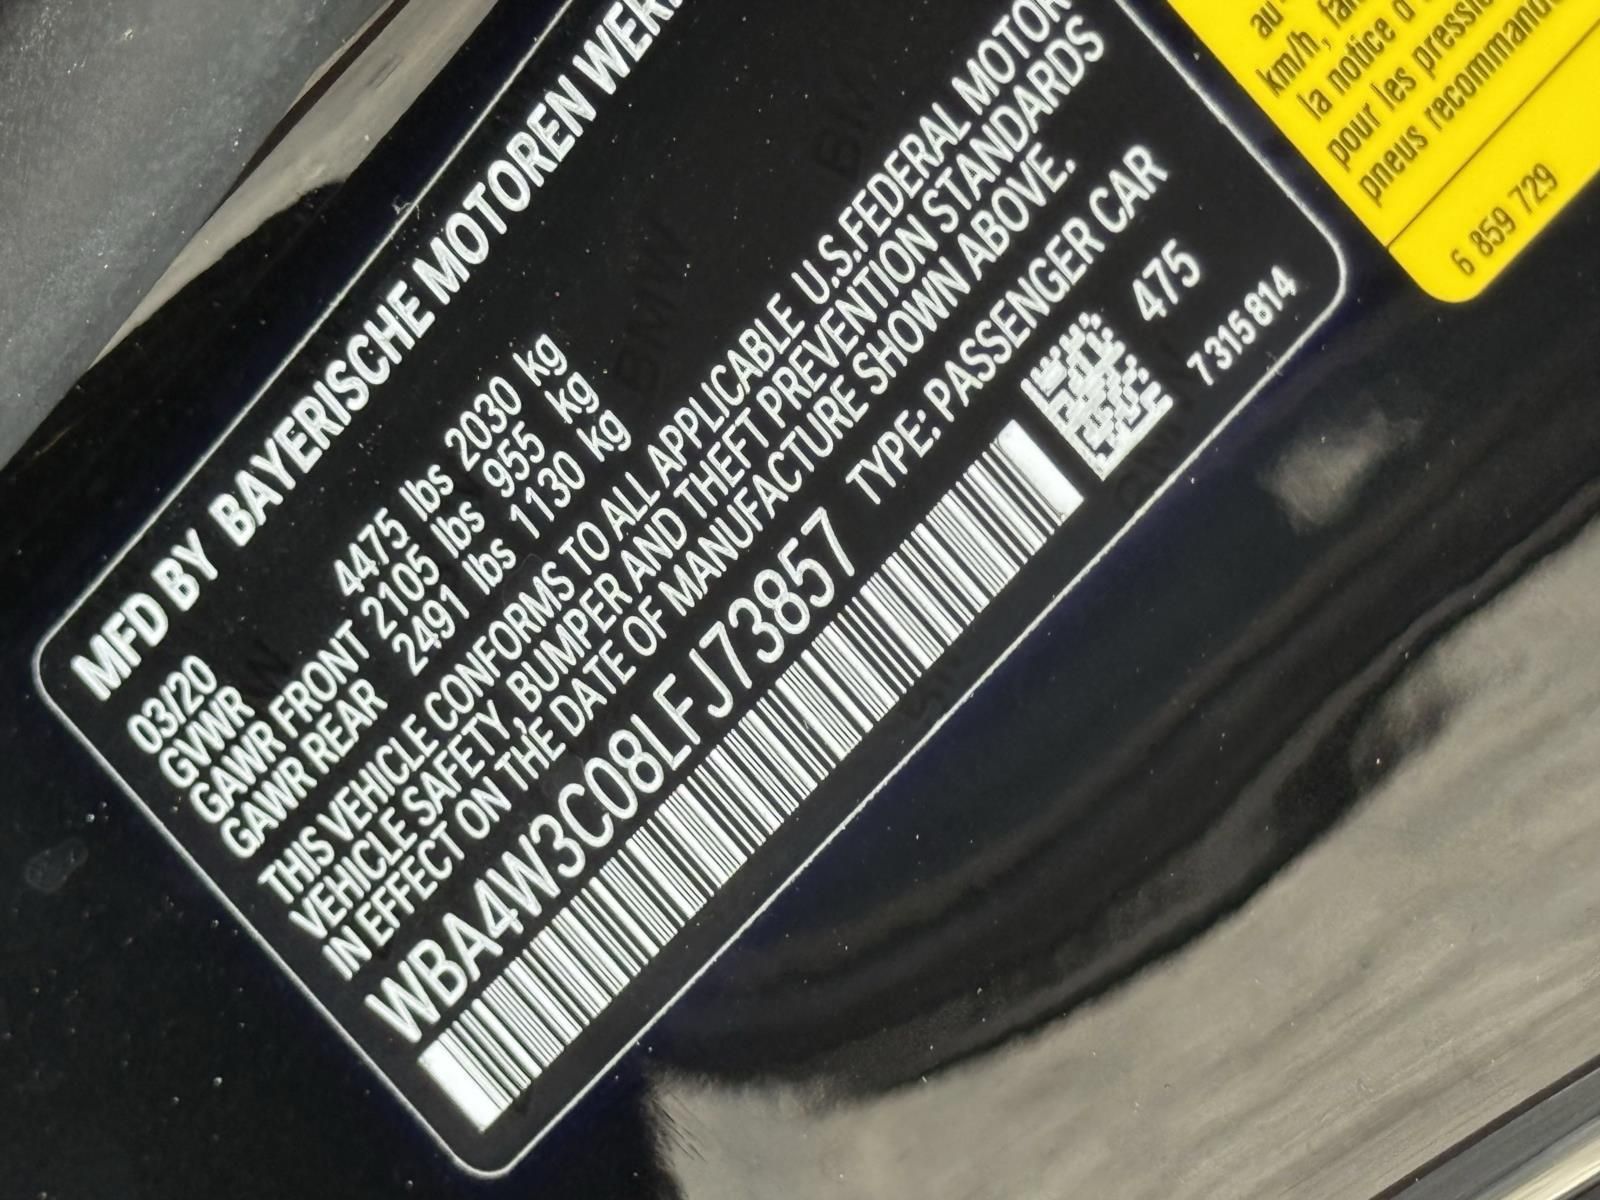 MFD BY BAYERISCHE MOTOREN
03/20
GVWR 4475 lbs 2030 kg
GAWR FRONT 2105 lbs 955 kg
GAWR REAR 2491 lbs 1130 kg
THIS VEHICLE CONFORMS TO ALL APPLICABLE U.S.FEDERAL MOTOR
VEHICLE SAFETY, BUMPER AND THEFT PREVENTION STANDARDS
IN EFFECT ON THE DATE OF MANUFACTURE SHOWN ABOVE.
WBA4W3C08LFJ73857 TYPE: PASSENGER CAR
475
7 315 814
au
km/h,
la notice
pour les
pneus
6 859 729